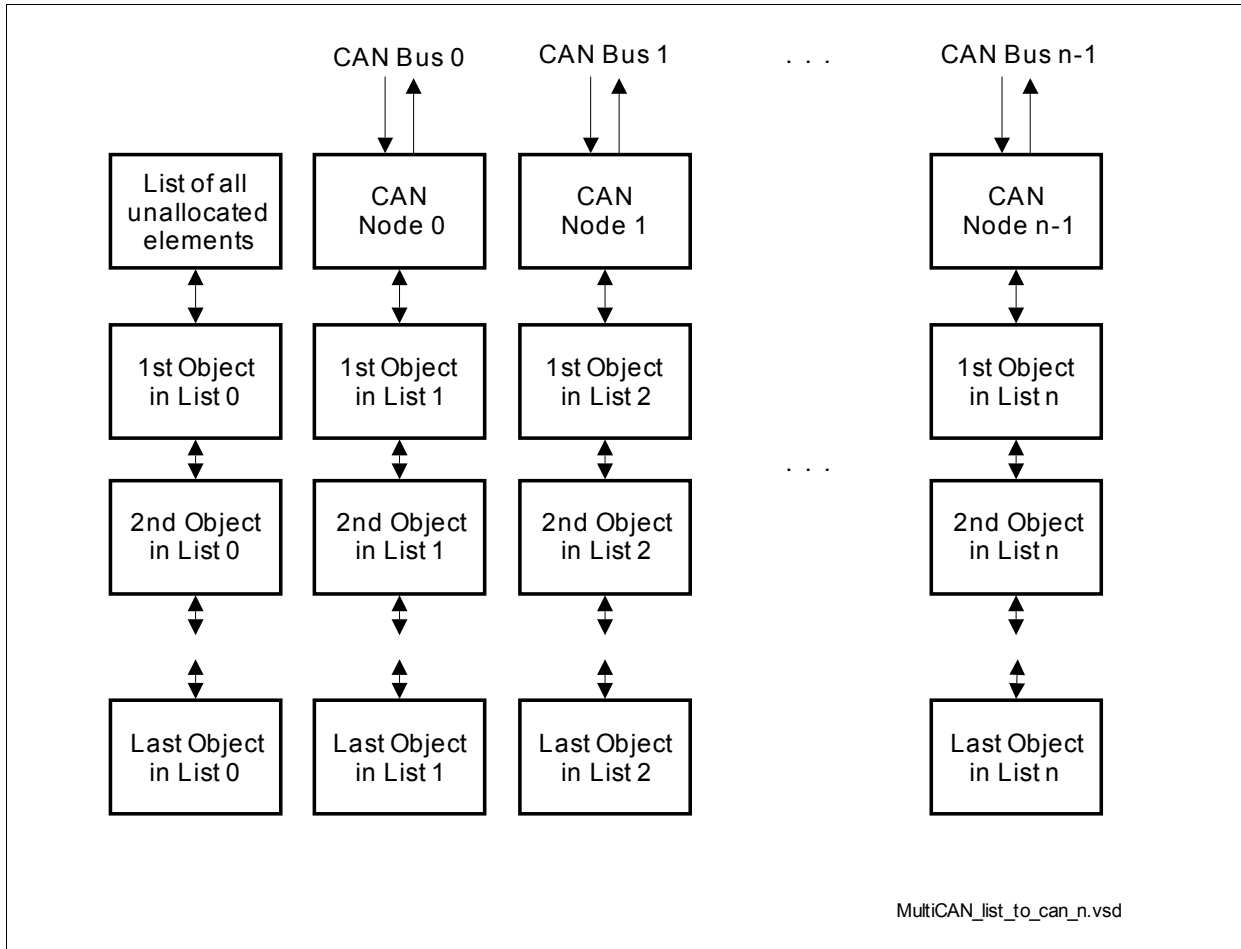 CAN Bus 0
CAN Bus 1
. . .
CAN Bus n-1
List of all
unallocated
elements
CAN
Node 0
CAN
Node 1
CAN
Node n-1
1st Object
in List 0
1st Object
in List 1
1st Object
in List 2
1st Object
in List n
. . .
2nd Object
in List 0
2nd Object
in List 1
2nd Object
in List 2
2nd Object
in List n
Last Object
in List 0
Last Object
in List 1
Last Object
in List 2
Last Object
in List n
MultiCAN_list_to_can_n.vsd